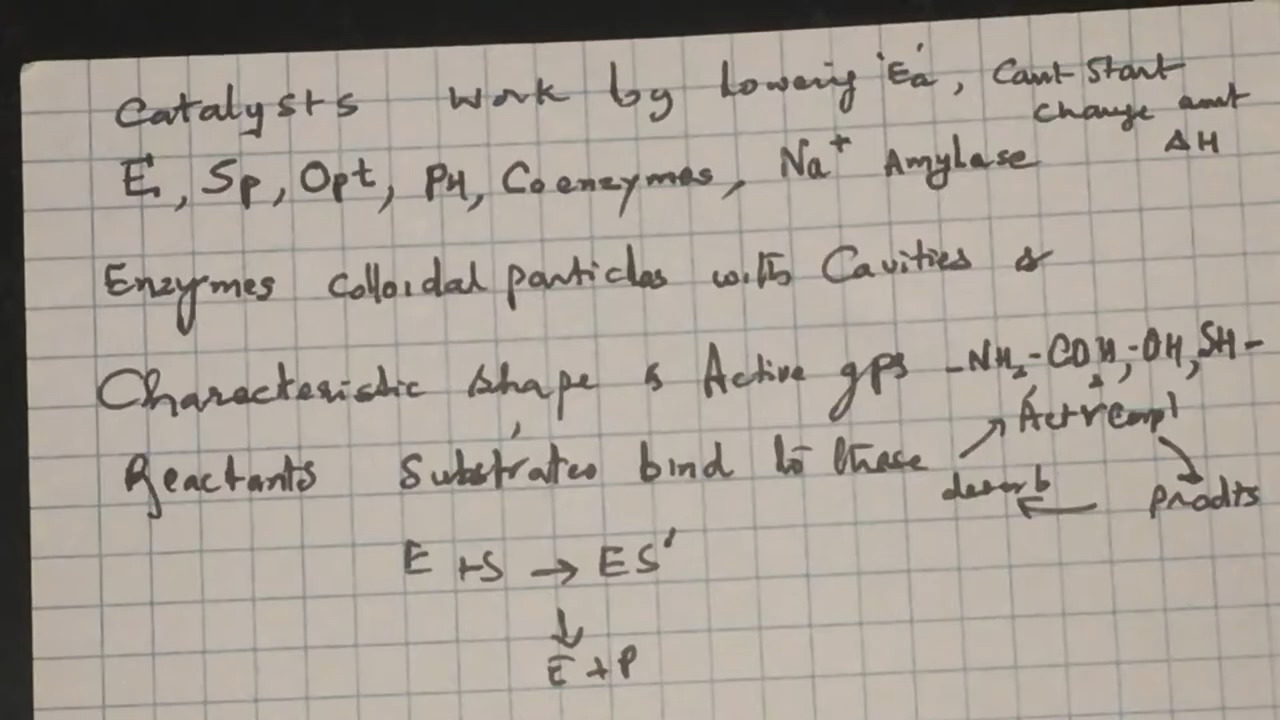 Catalysts work by Lowering 'Ea', Cant Start
change amt
ΔH
E, Sp, Opt, PH, Coenzymes, Na⁺ Amylase
Enzymes colloidal particles with Cavities &
Characteristic shape & Active gps -NH₂-COOH,-OH,SH-
Act Compl
Reactants, Substrates bind to these
desorb
Prodts
E +S → ES'
↓
E + P